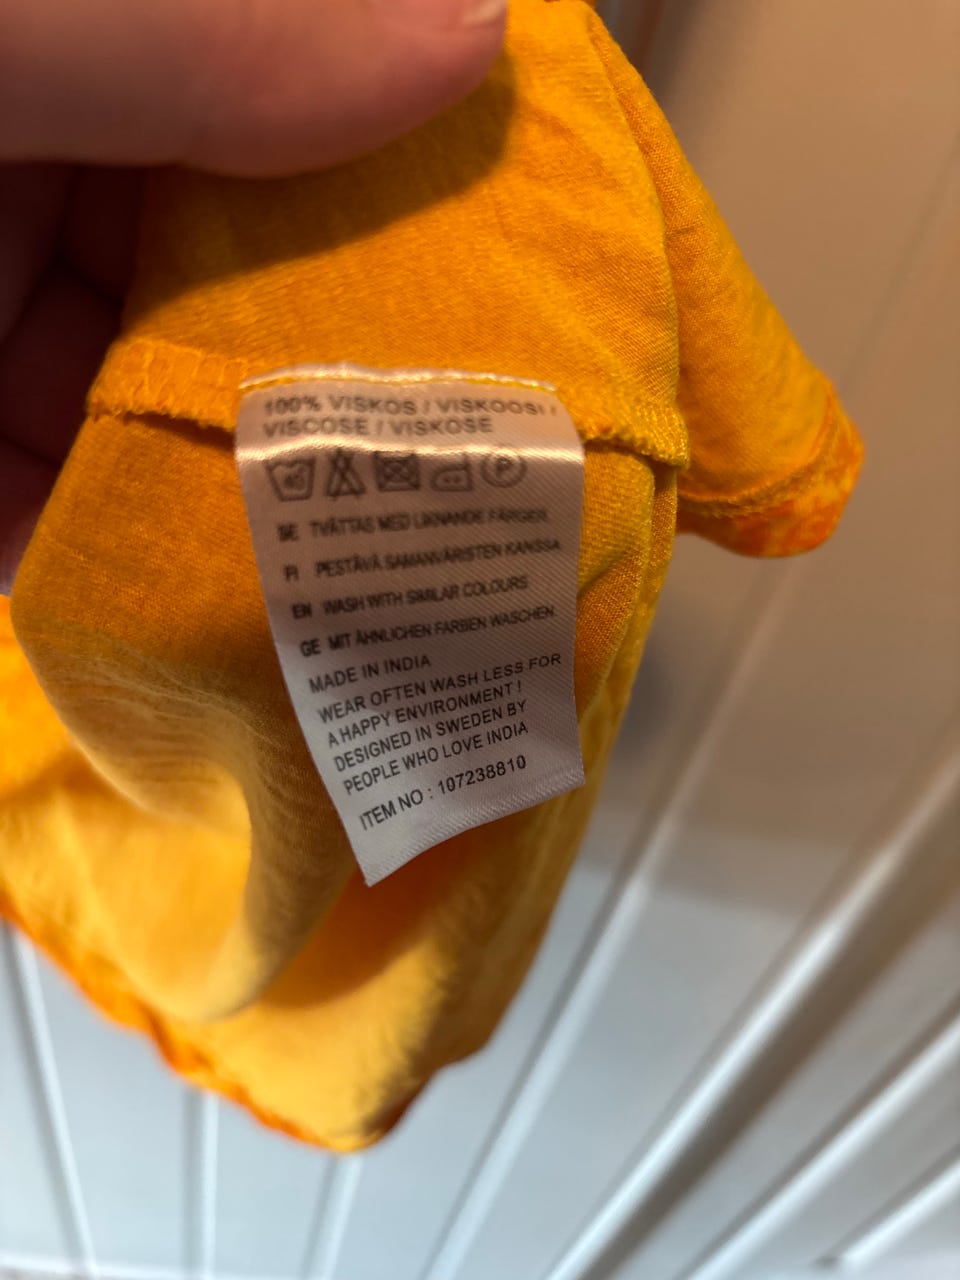 100% VISKOS / VISKOOSI /
VISCOSE / VISKOSE
40 P
SE TVÄTTAS MED LIKNANDE FÄRGER
FI PESTÄVÄ SAMANVÄRISTEN KANSSA
EN WASH WITH SIMILAR COLOURS
GE MIT ÄHNLICHEN FARBEN WASCHEN.
MADE IN INDIA
WEAR OFTEN WASH LESS FOR
A HAPPY ENVIRONMENT !
DESIGNED IN SWEDEN BY
PEOPLE WHO LOVE INDIA
ITEM NO : 107238810